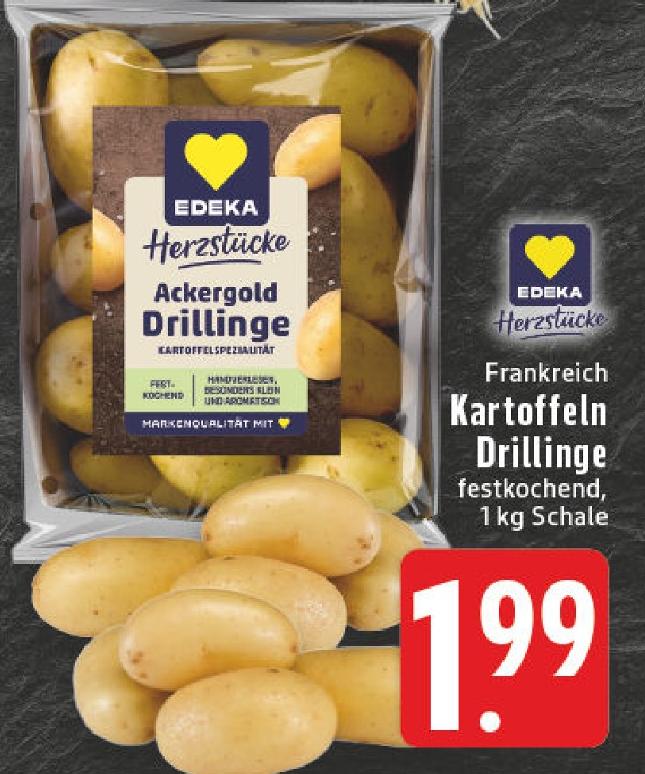 EDEKA
Herzstücke
Ackergold
Drillinge
KARTOFFELSPEZIALITÄT
FEST-
KOCHEND
HANDVERLESEN,
BESONDERS KLEIN
UND AROMATISCH
MARKENQUALITÄT MIT
EDEKA
Herzstücke
Frankreich
Kartoffeln
Drillinge
festkochend,
1 kg Schale
1.99